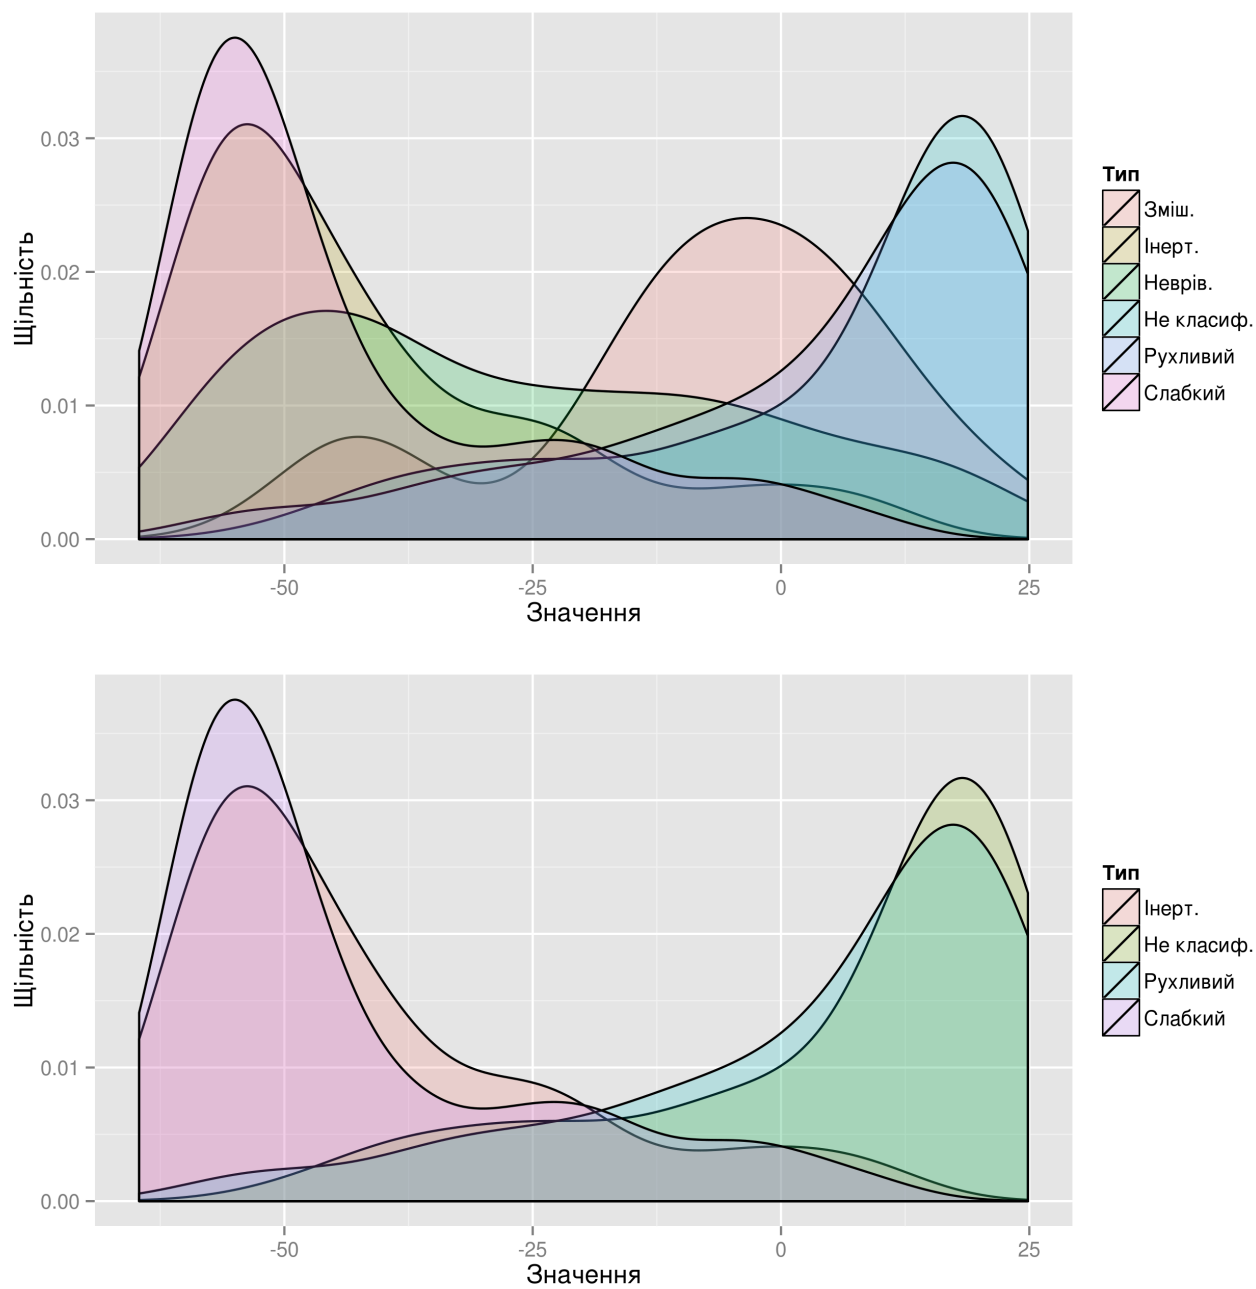 Щільність
0.03
0.02
0.01
0.00
-50 -25 0 25
Значення
Тип
Зміш.
Інерт.
Неврів.
Не класиф.
Рухливий
Слабкий
Щільність
0.03
0.02
0.01
0.00
-50 -25 0 25
Значення
Тип
Інерт.
Не класиф.
Рухливий
Слабкий